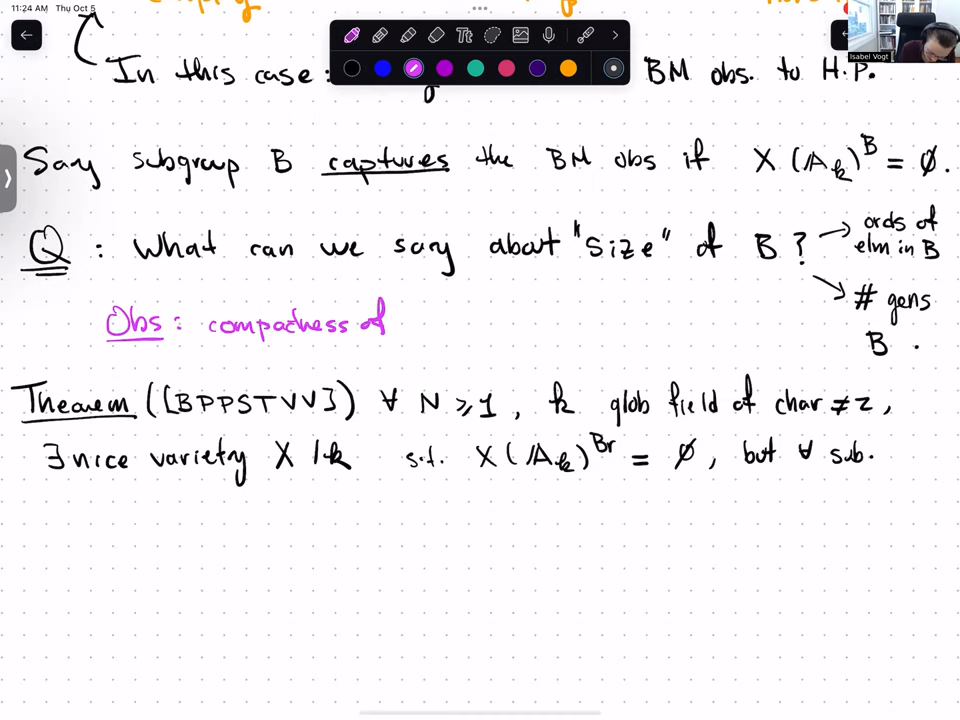 11:24 AM Thu Oct 5
Isabel Vogt
In this case: BM obs. to H.P.
Say subgroup B captures the BM obs if X(𝔸_k)^B = ∅.
Q: What can we say about "size" of B? → ords of elm in B
→ # gens B.
Obs: compactness of
Theorem ([BPPSTVV]) ∀ N ≥ 1, k glob field of char ≠ 2,
∃ nice variety X/k s.t. X(𝔸_k)^Br = ∅, but ∀ sub.